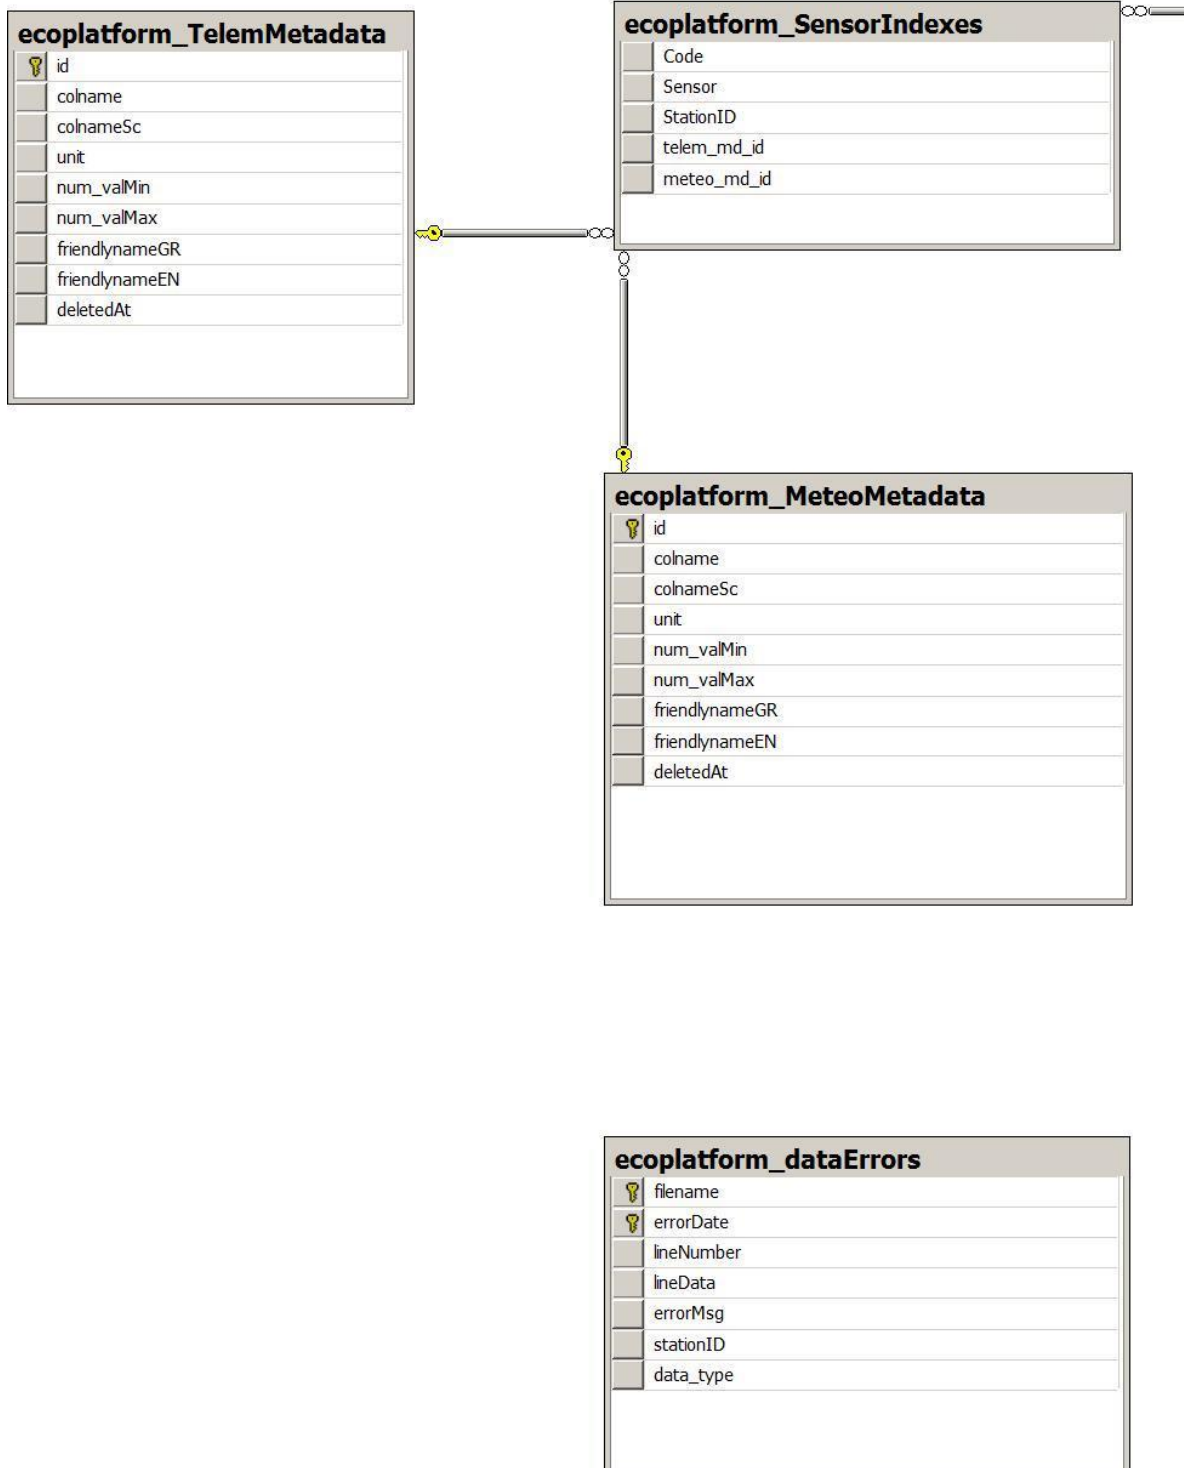 ecoplatform_TelemMetadata
id
colname
colnameSc
unit
num_valMin
num_valMax
friendlynameGR
friendlynameEN
deletedAt
ecoplatform_SensorIndexes
Code
Sensor
StationID
telem_md_id
meteo_md_id
ecoplatform_MeteoMetadata
id
colname
colnameSc
unit
num_valMin
num_valMax
friendlynameGR
friendlynameEN
deletedAt
ecoplatform_dataErrors
filename
errorDate
lineNumber
lineData
errorMsg
stationID
data_type